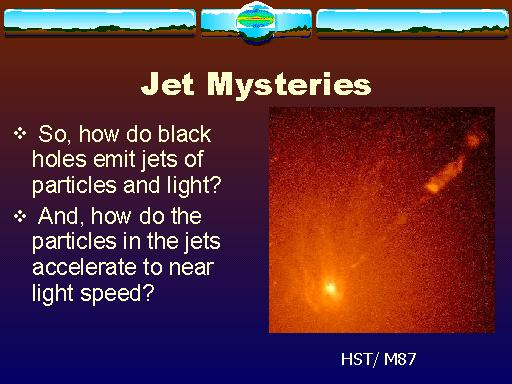 Jet Mysteries
So, how do black
holes emit jets of
particles and light?
And, how do the
particles in the jets
accelerate to near
light speed?
HST/ M87